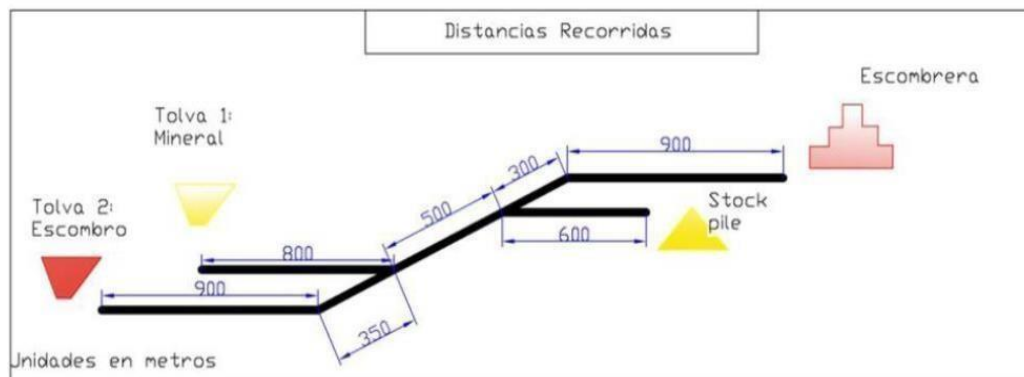 Distancias Recorridas
Escombrera
Tolva 1:
Mineral
900
300
Tolva 2:
Escombro
500
Stock
pile
600
800
900
350
Unidades en metros